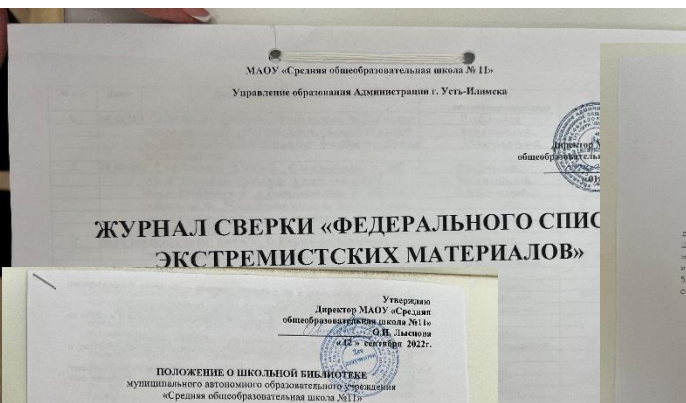 МАОУ «Средняя общеобразовательная школа № 11»
Управление образования Администрации г. Усть-Илимска
Директор
общеобразовательн
ЖУРНАЛ СВЕРКИ «ФЕДЕРАЛЬНОГО СПИС
ЭКСТРЕМИСТСКИХ МАТЕРИАЛОВ»
Утверждаю
Директор МАОУ «Средняя
общеобразовательная школа №11»
О.И. Лыснова
« 12 » сентября 2022г.
ПОЛОЖЕНИЕ О ШКОЛЬНОЙ БИБЛИОТЕКЕ
муниципального автономного образовательного учреждения
«Средняя общеобразовательная школа №11»